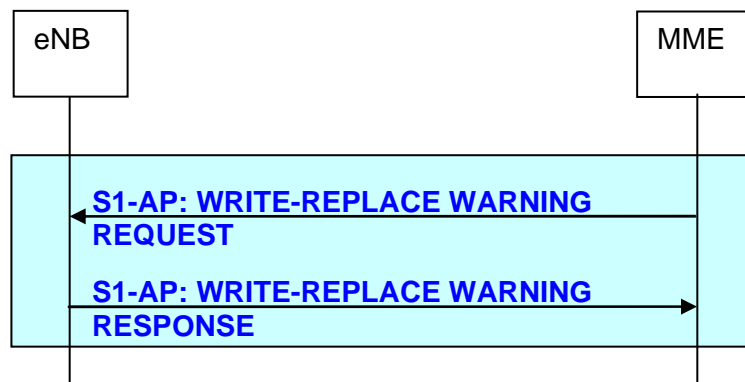 eNB
MME
S1-AP: WRITE-REPLACE WARNING
REQUEST
S1-AP: WRITE-REPLACE WARNING
RESPONSE